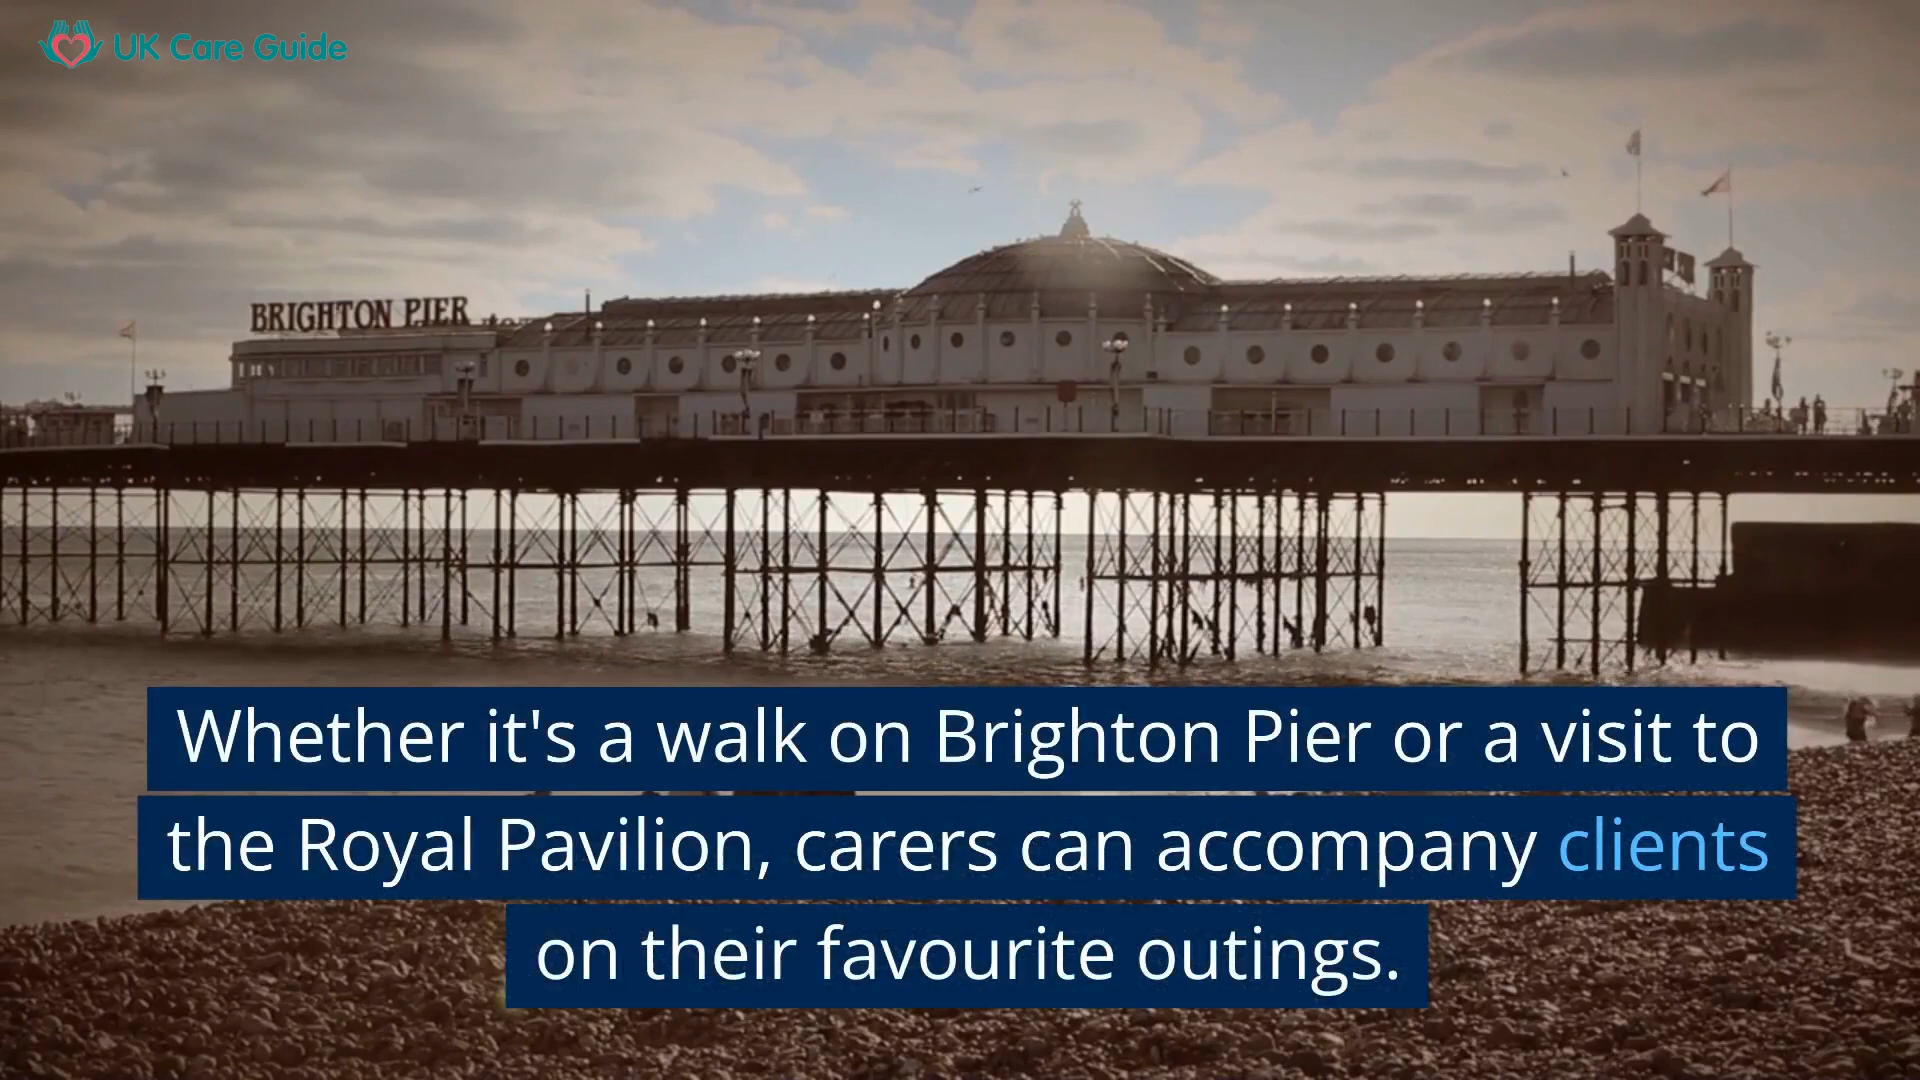 UK Care Guide
BRIGHTON PIER
Whether it's a walk on Brighton Pier or a visit to
the Royal Pavilion, carers can accompany clients
on their favourite outings.